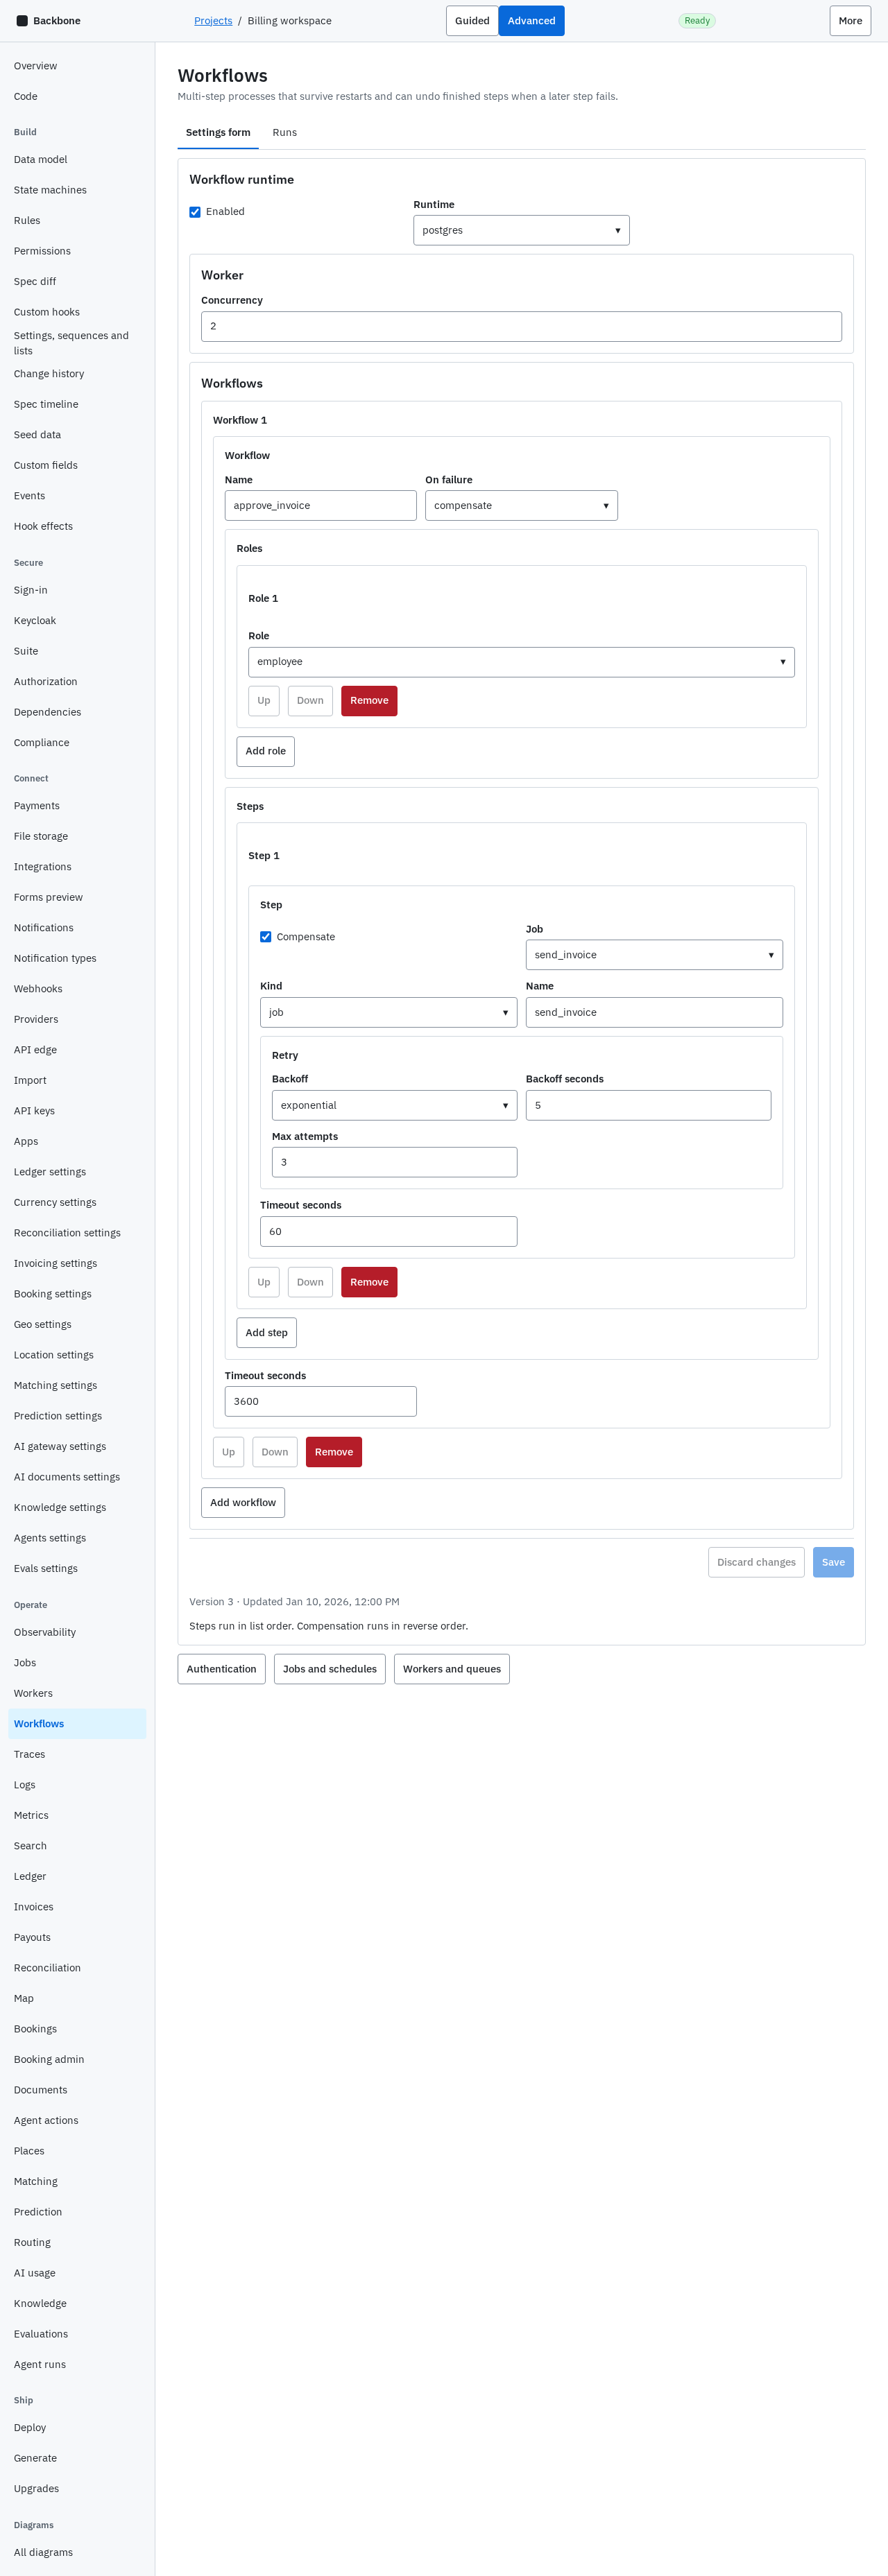 Backbone
Projects / Billing workspace
Guided
Advanced
Ready
More
Overview
Code
Build
Data model
State machines
Rules
Permissions
Spec diff
Custom hooks
Settings, sequences and
lists
Change history
Spec timeline
Seed data
Custom fields
Events
Hook effects
Secure
Sign-in
Keycloak
Suite
Authorization
Dependencies
Compliance
Connect
Payments
File storage
Integrations
Forms preview
Notifications
Notification types
Webhooks
Providers
API edge
Import
API keys
Apps
Ledger settings
Currency settings
Reconciliation settings
Invoicing settings
Booking settings
Geo settings
Location settings
Matching settings
Prediction settings
AI gateway settings
AI documents settings
Knowledge settings
Agents settings
Evals settings
Operate
Observability
Jobs
Workers
Workflows
Traces
Logs
Metrics
Search
Ledger
Invoices
Payouts
Reconciliation
Map
Bookings
Booking admin
Documents
Agent actions
Places
Matching
Prediction
Routing
AI usage
Knowledge
Evaluations
Agent runs
Ship
Deploy
Generate
Upgrades
Diagrams
All diagrams
Workflows
Multi-step processes that survive restarts and can undo finished steps when a later step fails.
Settings form
Runs
Workflow runtime
Enabled
Runtime
postgres
Worker
Concurrency
2
Workflows
Workflow 1
Workflow
Name
On failure
approve_invoice
compensate
Roles
Role 1
Role
employee
Up
Down
Remove
Add role
Steps
Step 1
Step
Compensate
Job
send_invoice
Kind
Name
job
send_invoice
Retry
Backoff
Backoff seconds
exponential
5
Max attempts
3
Timeout seconds
60
Up
Down
Remove
Add step
Timeout seconds
3600
Up
Down
Remove
Add workflow
Discard changes
Save
Version 3 · Updated Jan 10, 2026, 12:00 PM
Steps run in list order. Compensation runs in reverse order.
Authentication
Jobs and schedules
Workers and queues